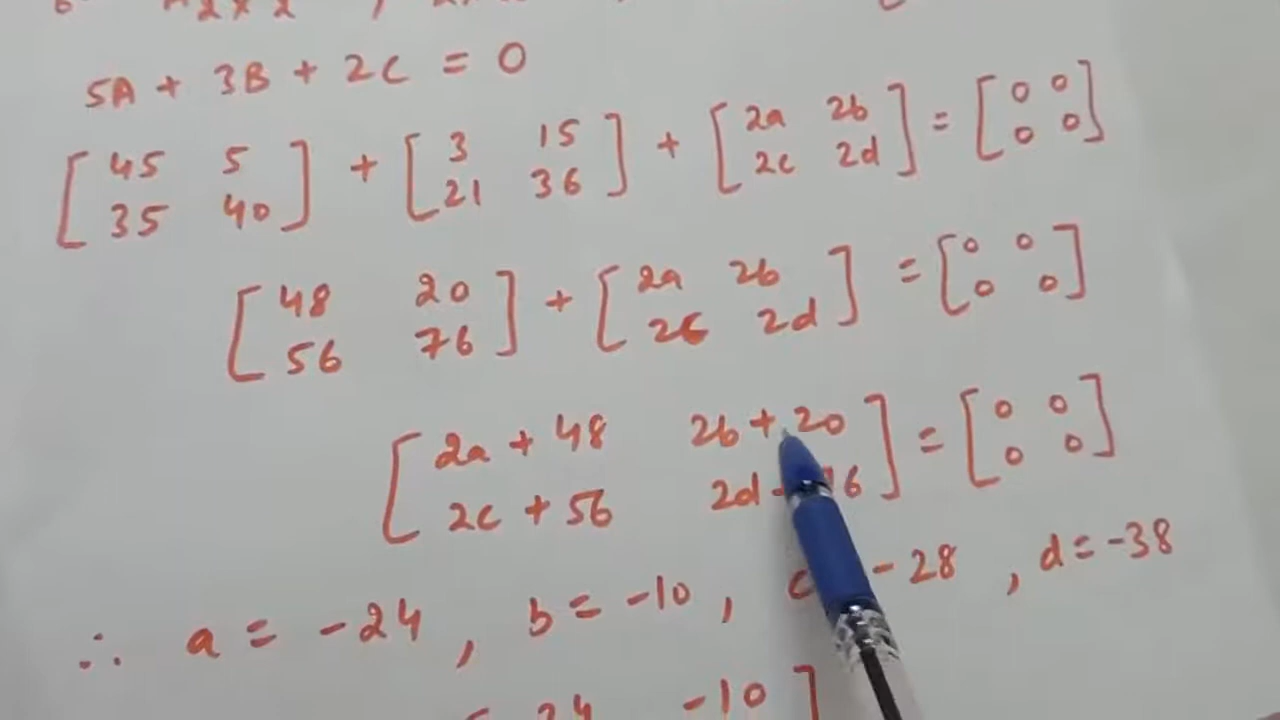 5A + 3B + 2C = 0
[45 5] + [3 15] + [2a 2b] = [0 0]
[35 40] [21 36] [2c 2d] [0 0]
[48 20] + [2a 2b] = [0 0]
[56 76] [2c 2d] [0 0]
[2a + 48 2b + 20] = [0 0]
[2c + 56 2d 6] [0 0]
∴ a = -24 , b = -10 , c -28 , d = -38
24 -10 ]